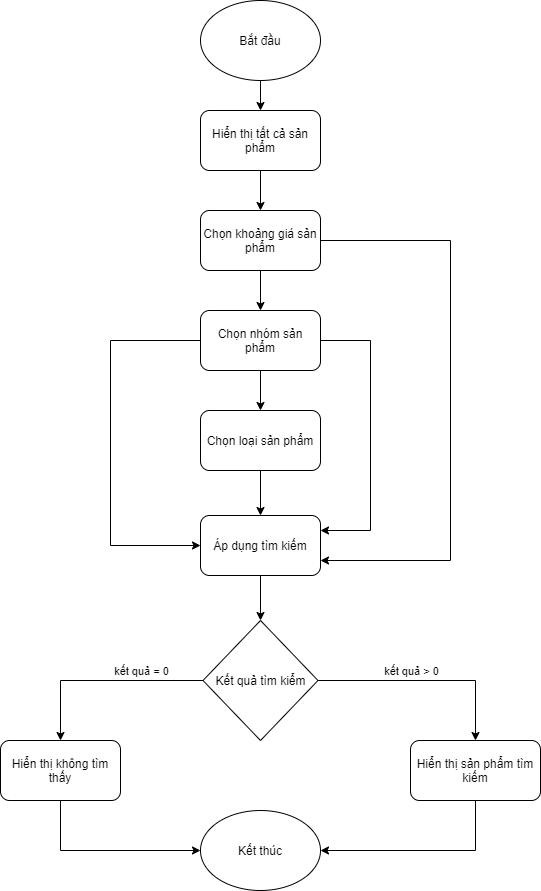 Bắt đầu
Hiển thị tất cả sản
phẩm
Chọn khoảng giá sản
phẩm
Chọn nhóm sản
phẩm
Chọn loại sản phẩm
Áp dụng tìm kiếm
kết quả = 0
Kết quả tìm kiểm
kết quả > 0
Hiển thị không tìm
thấy
Hiển thị sản phẩm tìm
kiếm
Kết thúc